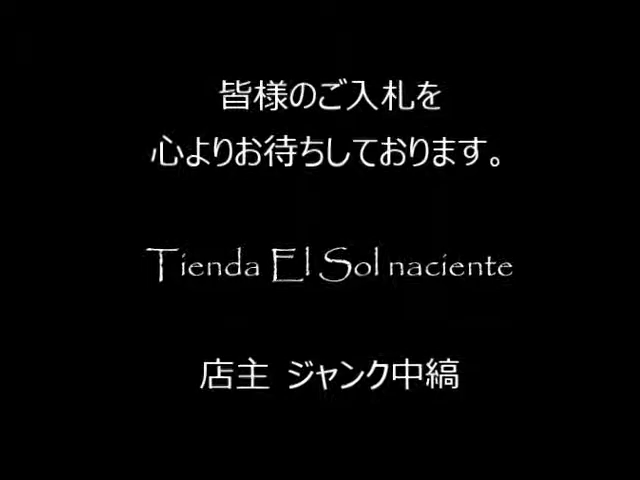 皆様のご入札を
心よりお待ちしております。
Tienda El Sol naciente
店主 ジャンク中縞